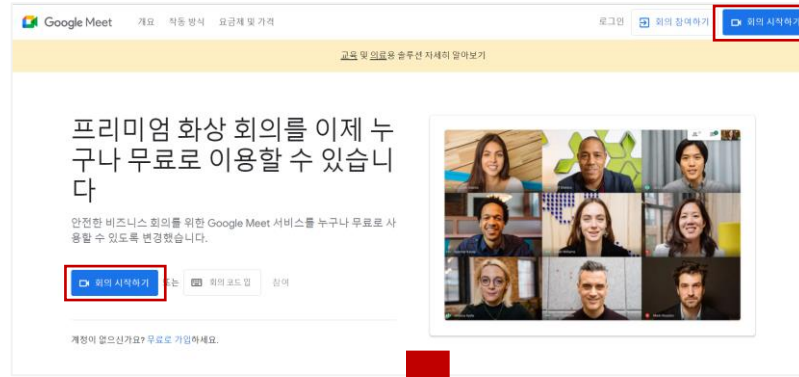 Google Meet 개요 작동 방식 요금제 및 가격 로그인 회의 참여하기 회의 시작하기
교육 및 의료용 솔루션 자세히 알아보기
프리미엄 화상 회의를 이제 누
구나 무료로 이용할 수 있습니
다
안전한 비즈니스 회의를 위한 Google Meet 서비스를 누구나 무료로 사
용할 수 있도록 변경했습니다.
회의 시작하기 또는 회의 코드 입 참여
계정이 없으신가요? 무료로 가입하세요.